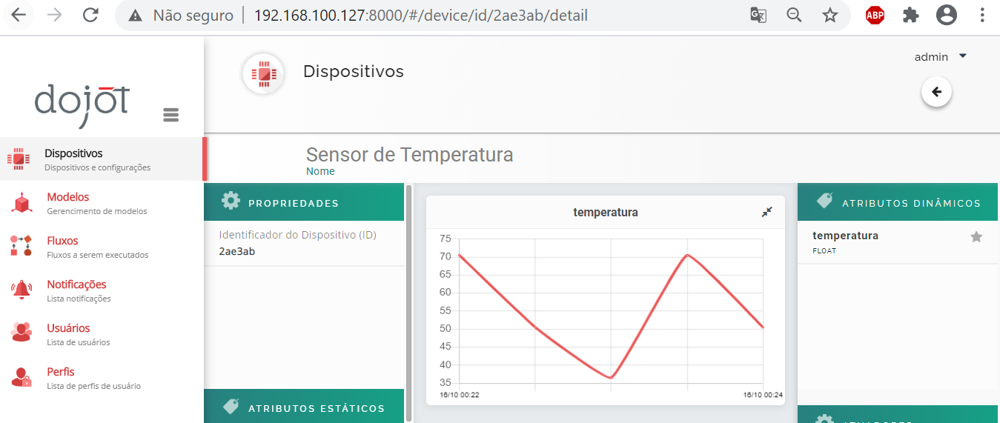 Não seguro
192.168.100.127:8000/#/device/id/2ae3ab/detail
ABP
dojot
Dispositivos
Dispositivos e configurações
Modelos
Gerencimento de modelos
Fluxos
Fluxos a serem executados
Notificações
Lista notificações
Usuários
Lista de usuários
Perfis
Lista de perfis de usuário
Dispositivos
admin
Sensor de Temperatura
Nome
PROPRIEDADES
Identificador do Dispositivo (ID)
2ae3ab
ATRIBUTOS ESTÁTICOS
temperatura
75
70
65
60
55
50
45
40
35
16/10 00:22
16/10 00:24
ATRIBUTOS DINÂMICOS
temperatura
FLOAT
ATUADORES